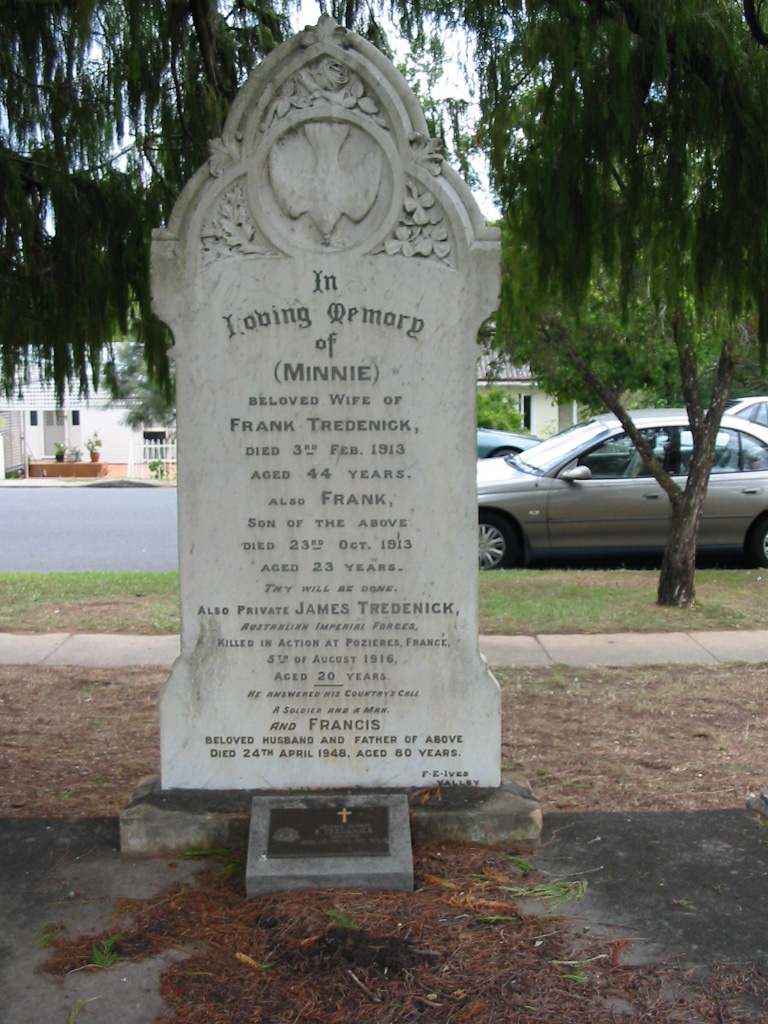 In
Loving Memory
of
(MINNIE)
BELOVED WIFE OF
FRANK TREDENICK,
DIED 3RD FEB. 1913
AGED 44 YEARS.
ALSO FRANK,
SON OF THE ABOVE
DIED 23RD OCT. 1913
AGED 23 YEARS.
THY WILL BE DONE.
ALSO PRIVATE JAMES TREDENICK,
AUSTRALIAN IMPERIAL FORCES,
KILLED IN ACTION AT POZIERES, FRANCE,
5TH OF AUGUST 1916,
AGED 20 YEARS.
HE ANSWERED HIS COUNTRY'S CALL
A SOLDIER AND A MAN.
AND FRANCIS
BELOVED HUSBAND AND FATHER OF ABOVE
DIED 24TH APRIL 1948, AGED 80 YEARS.
F.E.IVES
VALLEY